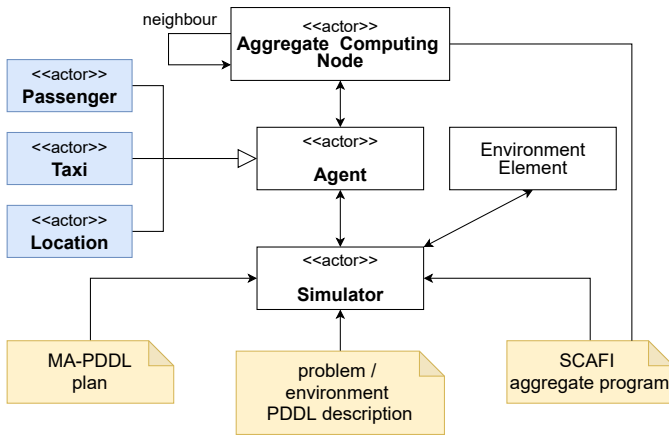 neighbour
<<actor>>
Aggregate Computing
Node
<<actor>>
Passenger
<<actor>>
Taxi
<<actor>>
Location
<<actor>>
Agent
Environment
Element
<<actor>>
Simulator
MA-PDDL
plan
problem /
environment
PDDL description
SCAFI
aggregate program